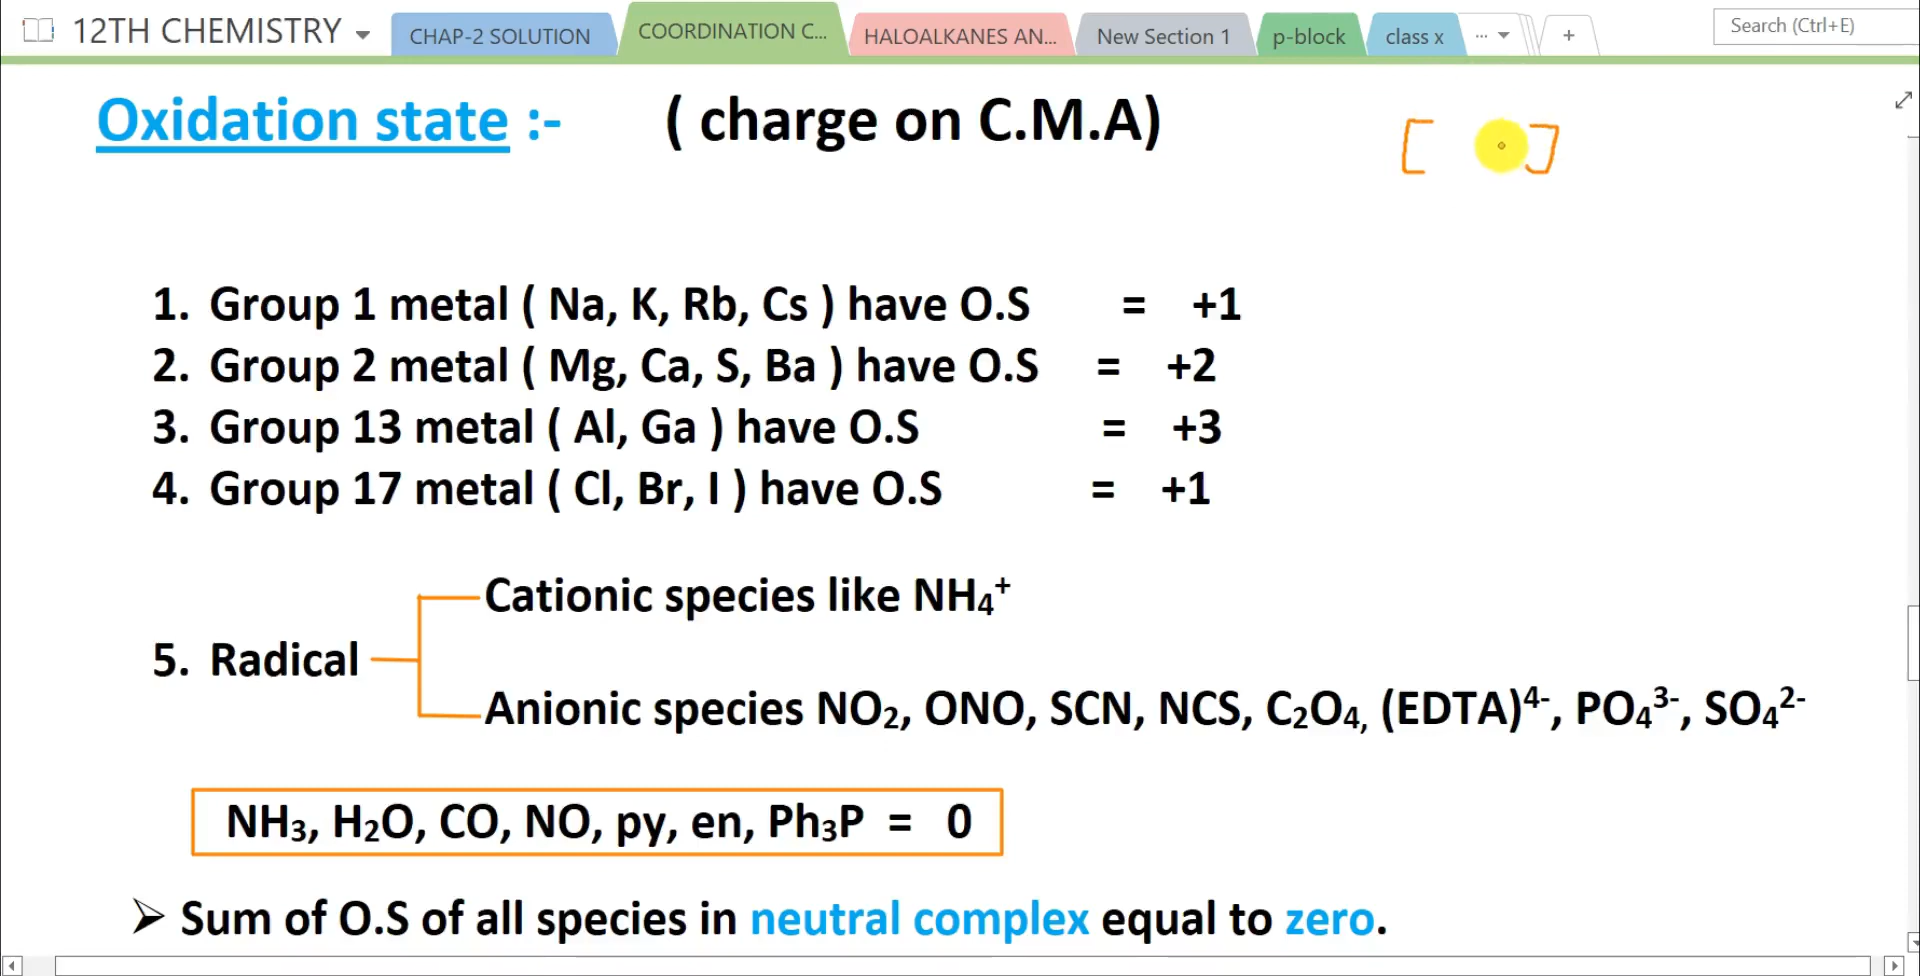 12TH CHEMISTRY
CHAP-2 SOLUTION
COORDINATION C...
HALOALKANES AN...
New Section 1
p-block
class x
...
+
Search (Ctrl+E)
Oxidation state :- ( charge on C.M.A)
[ ]
1. Group 1 metal ( Na, K, Rb, Cs ) have O.S = +1
2. Group 2 metal ( Mg, Ca, S, Ba ) have O.S = +2
3. Group 13 metal ( Al, Ga ) have O.S = +3
4. Group 17 metal ( Cl, Br, I ) have O.S = +1
Cationic species like NH₄⁺
5. Radical
Anionic species NO₂, ONO, SCN, NCS, C₂O₄, (EDTA)⁴⁻, PO₄³⁻, SO₄²⁻
NH₃, H₂O, CO, NO, py, en, Ph₃P = 0
➢ Sum of O.S of all species in neutral complex equal to zero.